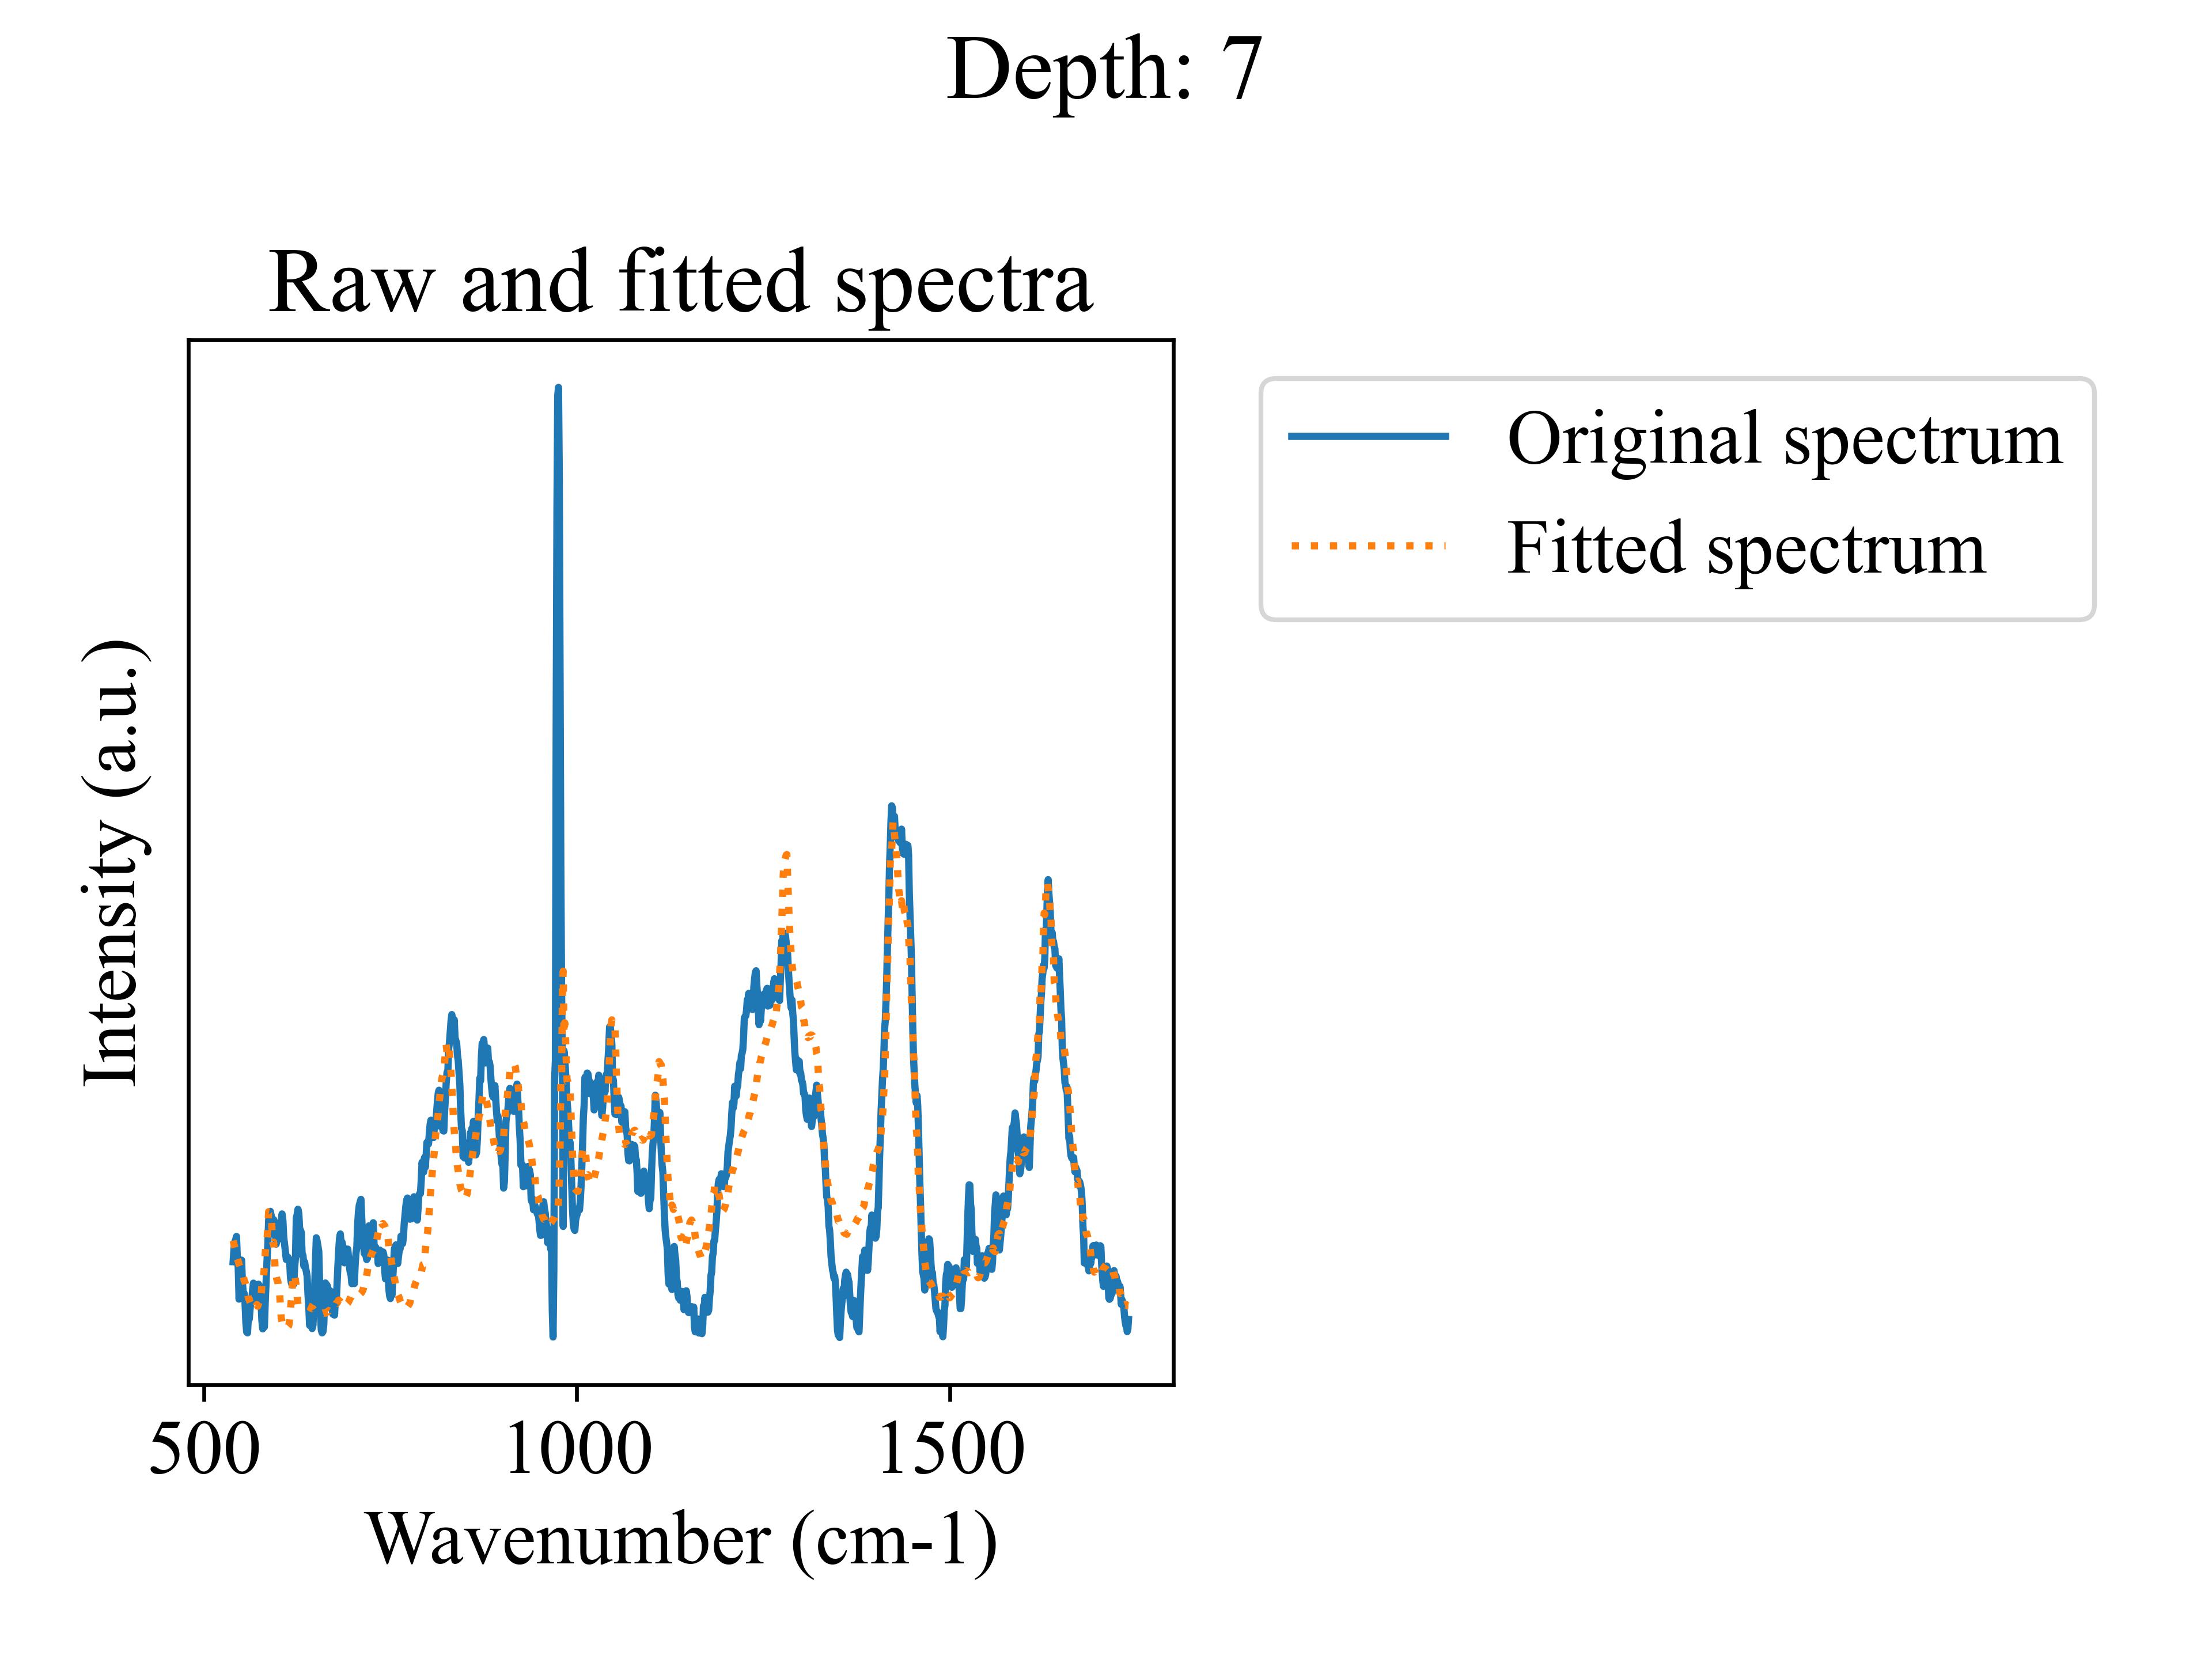 Depth: 7
Raw and fitted spectra
Original spectrum
Fitted spectrum
Intensity (a.u.)
500 1000 1500
Wavenumber (cm-1)